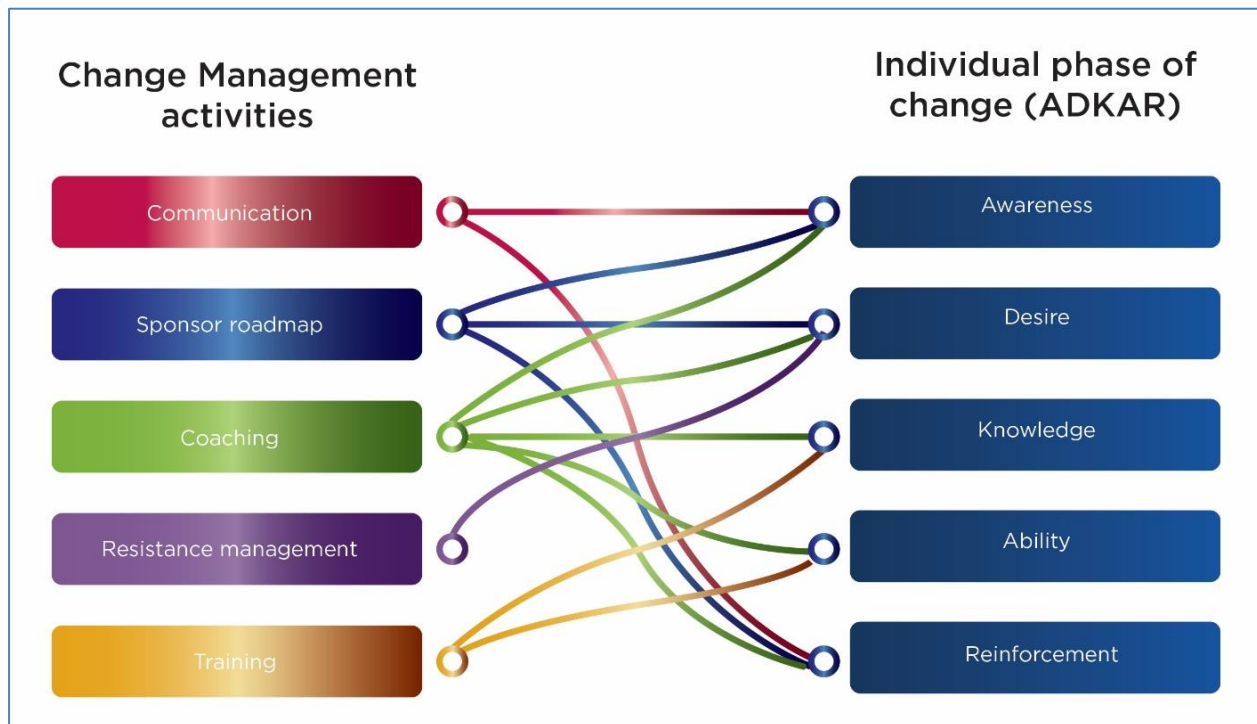 Change Management
activities
Individual phase of
change (ADKAR)
Communication
Awareness
Sponsor roadmap
Desire
Coaching
Knowledge
Resistance management
Ability
Training
Reinforcement